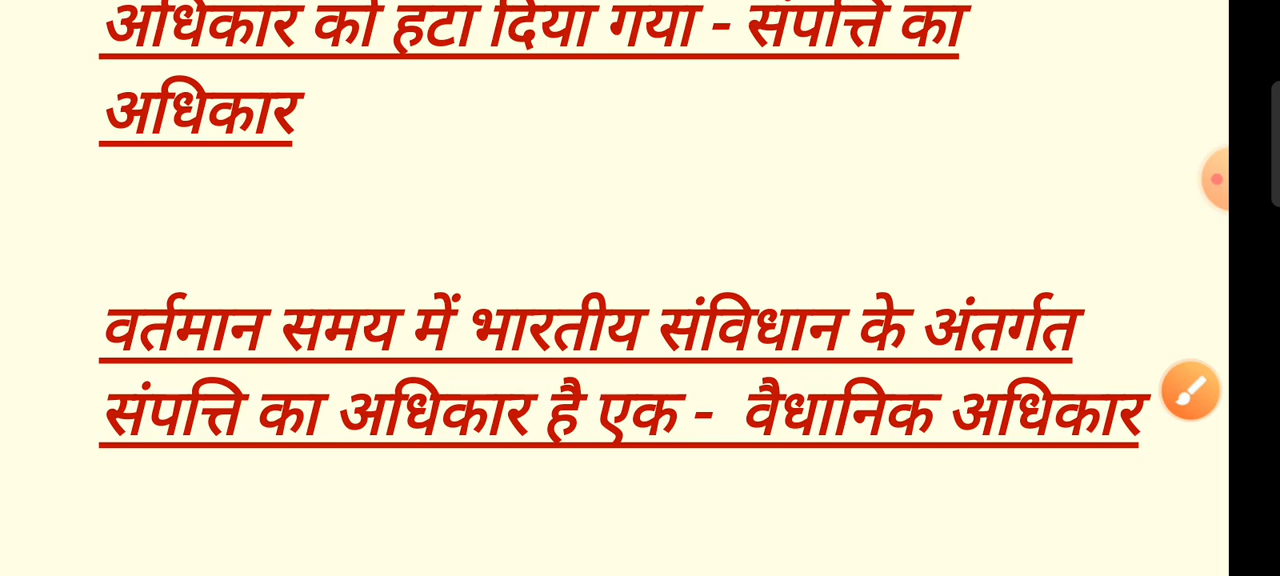 अधिकार को हटा दिया गया - संपत्ति का
अधिकार
वर्तमान समय में भारतीय संविधान के अंतर्गत
संपत्ति का अधिकार है एक - वैधानिक अधिकार